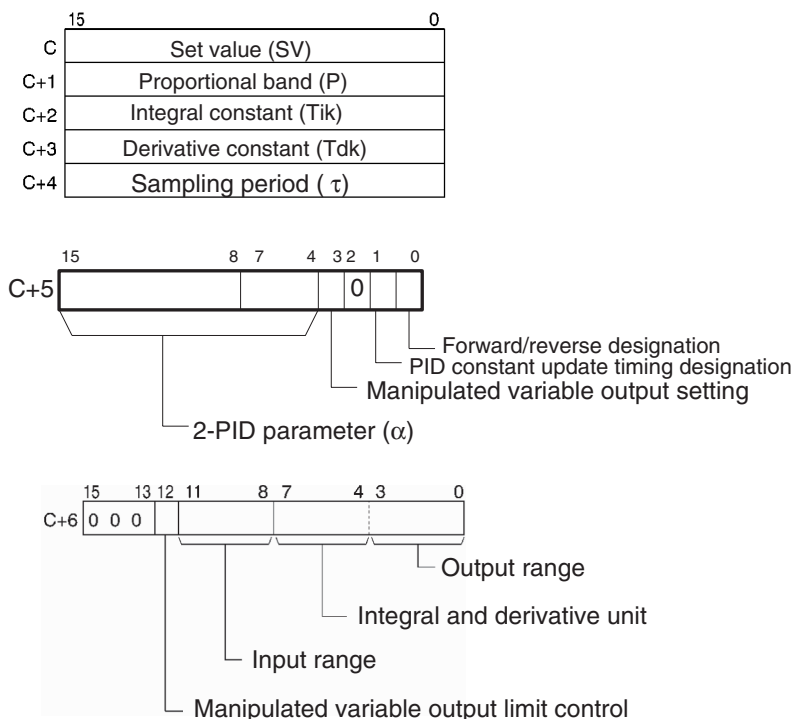 15 0
C Set value (SV)
C+1 Proportional band (P)
C+2 Integral constant (Tik)
C+3 Derivative constant (Tdk)
C+4 Sampling period ( τ)
15 8 7 4 3 2 1 0
C+5 0
Forward/reverse designation
PID constant update timing designation
Manipulated variable output setting
2-PID parameter (α)
15 13 12 11 8 7 4 3 0
C+6 0 0 0
Output range
Integral and derivative unit
Input range
Manipulated variable output limit control